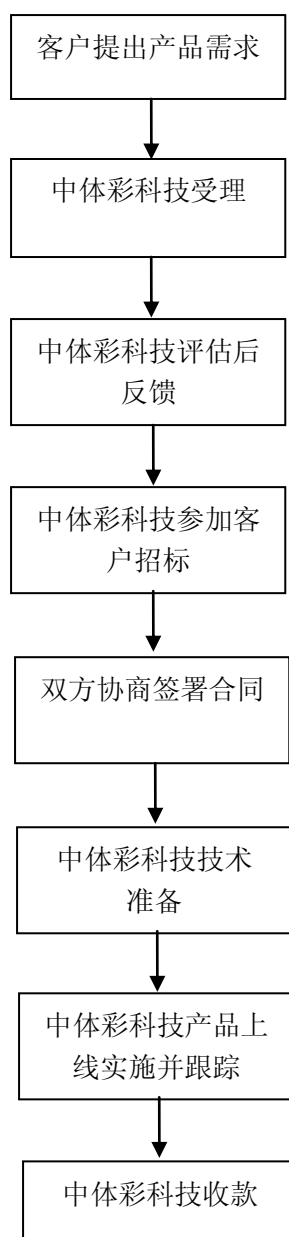 客户提出产品需求
中体彩科技受理
中体彩科技评估后
反馈
中体彩科技参加客
户招标
双方协商签署合同
中体彩科技技术
准备
中体彩科技产品上
线实施并跟踪
中体彩科技收款